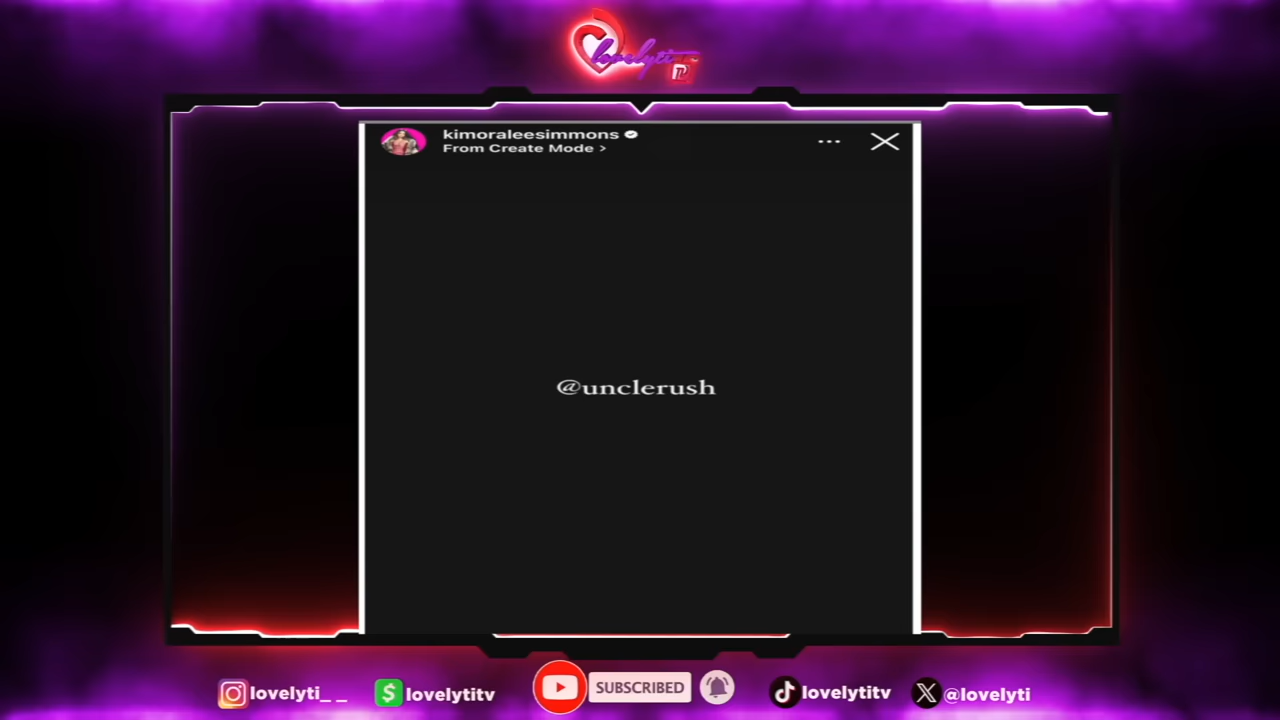 lovelyti
kimoraleesimmons
From Create Mode >
@unclerush
lovelyti_ _
lovelytitv
SUBSCRIBED
lovelytitv
@lovelyti